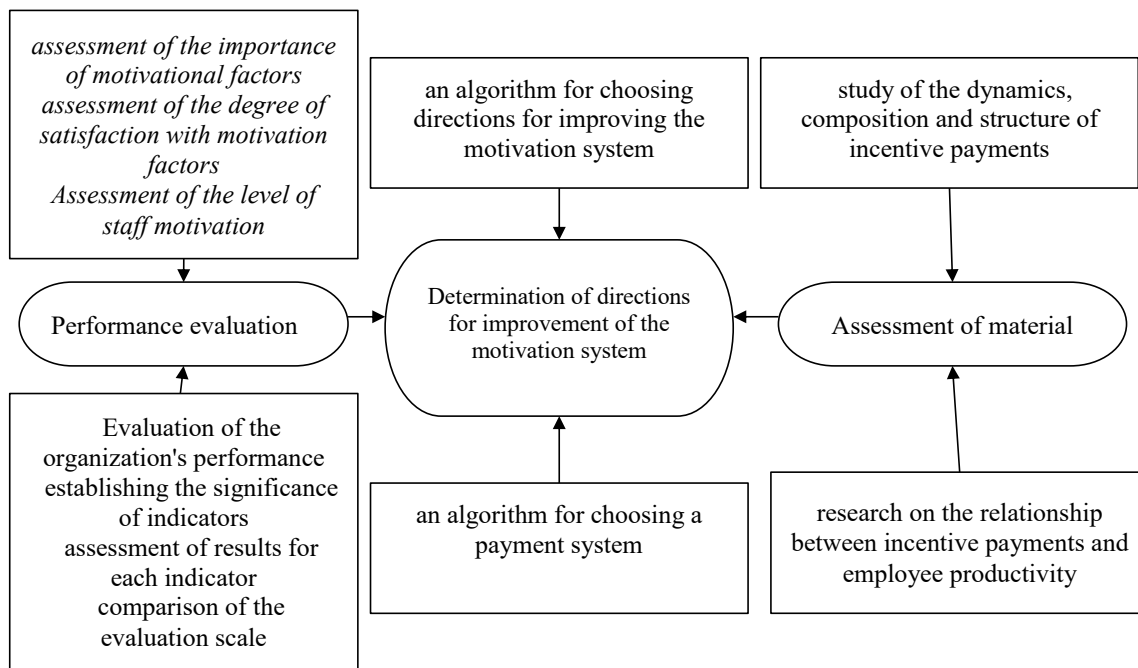 assessment of the importance
of motivational factors
assessment of the degree of
satisfaction with motivation
factors
Assessment of the level of
staff motivation
an algorithm for choosing
directions for improving the
motivation system
study of the dynamics,
composition and structure of
incentive payments
Performance evaluation
Determination of directions
for improvement of the
motivation system
Assessment of material
Evaluation of the
organization's performance
establishing the significance
of indicators
assessment of results for
each indicator
comparison of the
evaluation scale
an algorithm for choosing a
payment system
research on the relationship
between incentive payments and
employee productivity